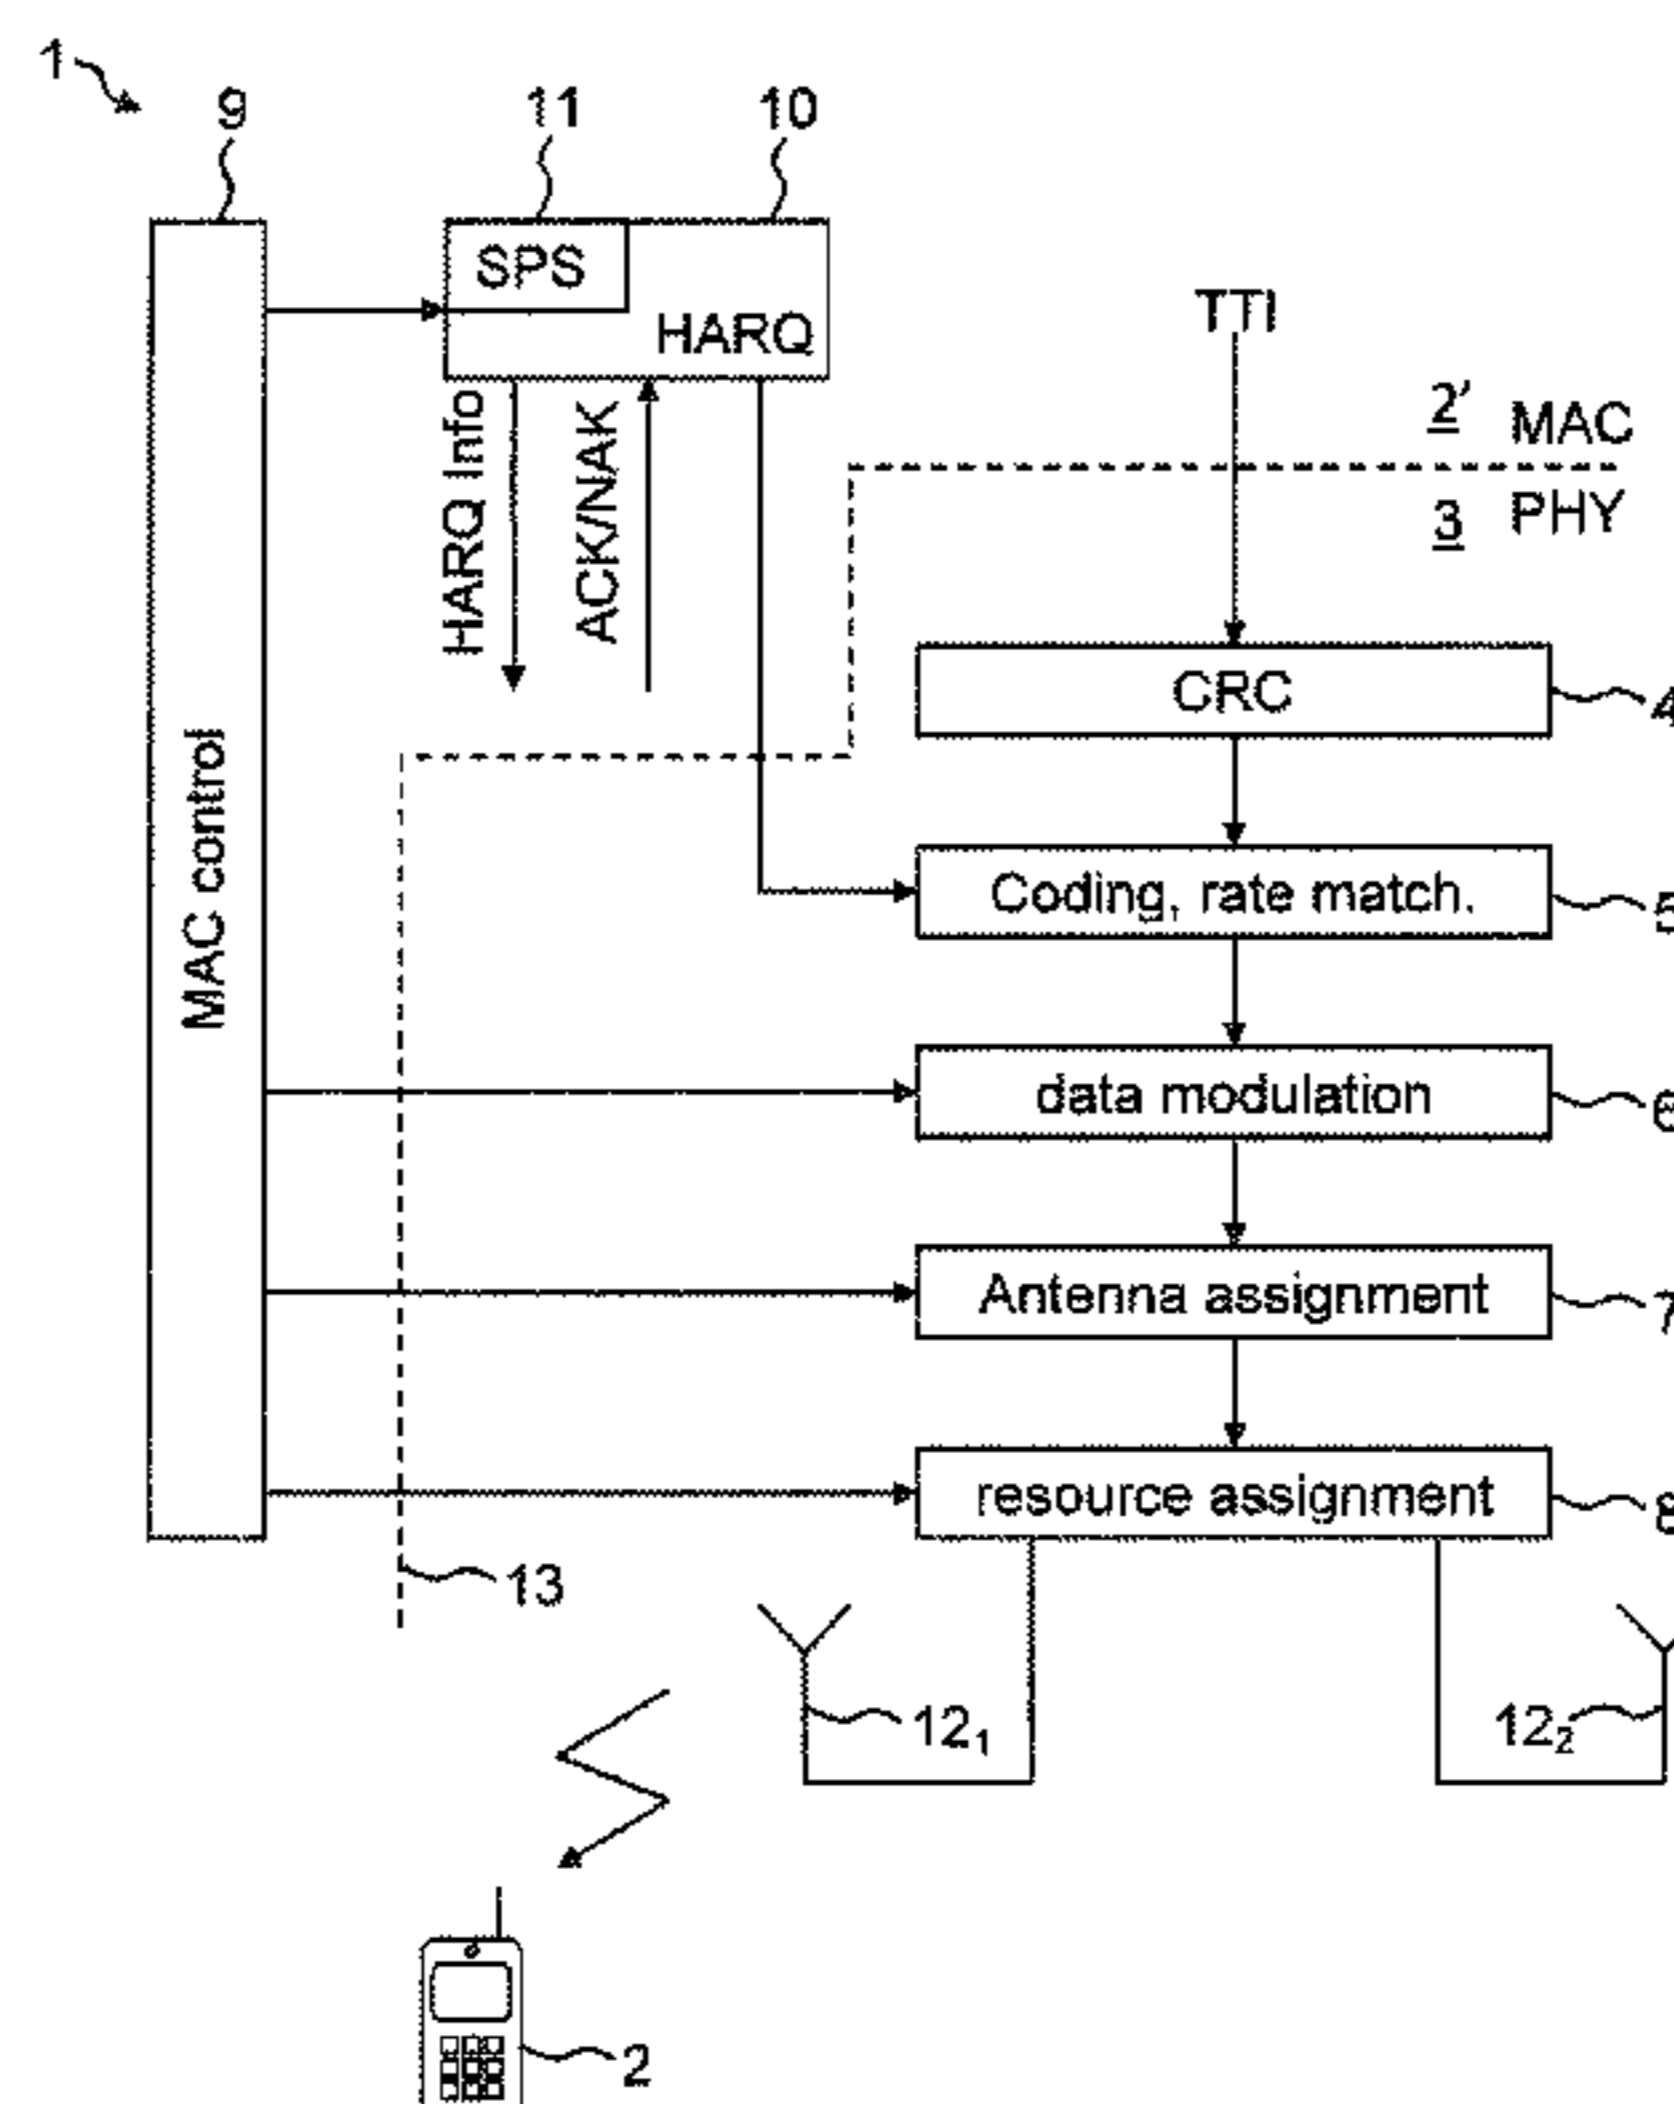 1
9
11
10
SPS
HARQ
TTI
2' MAC
3 PHY
HARQ Info
ACK/NAK
CRC
4
MAC control
Coding, rate match.
5
data modulation
6
Antenna assignment
7
resource assignment
8
13
12₁
12₂
2